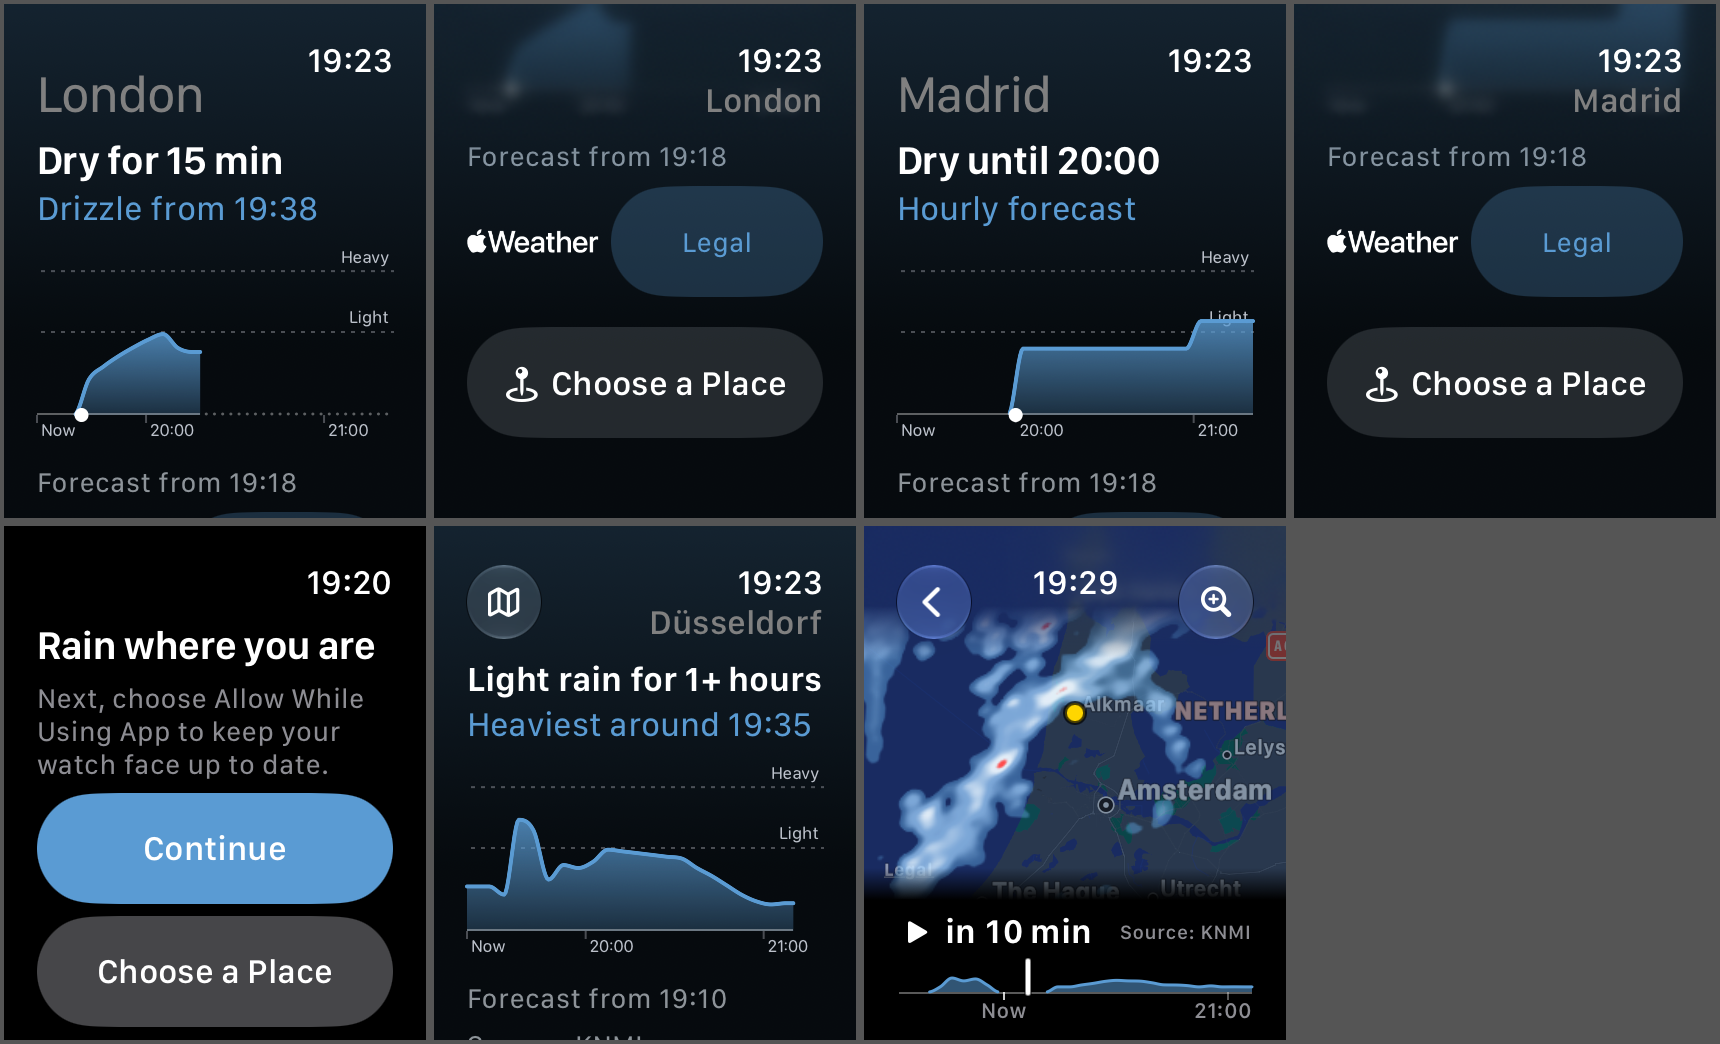 19:23
London
Dry for 15 min
Drizzle from 19:38
Heavy
Light
Now
20:00
21:00
Forecast from 19:18
19:23
London
Forecast from 19:18
Weather
Legal
Choose a Place
19:23
Madrid
Dry until 20:00
Hourly forecast
Heavy
Light
Now
20:00
21:00
Forecast from 19:18
19:23
Madrid
Forecast from 19:18
Weather
Legal
Choose a Place
19:20
Rain where you are
Next, choose Allow While
Using App to keep your
watch face up to date.
Continue
Choose a Place
19:23
Düsseldorf
Light rain for 1+ hours
Heaviest around 19:35
Heavy
Light
Now
20:00
21:00
Forecast from 19:10
19:29
Alkmaar
NETHERL
Lelys
Amsterdam
Legal
The Hague
Utrecht
in 10 min
Source: KNMI
Now
21:00